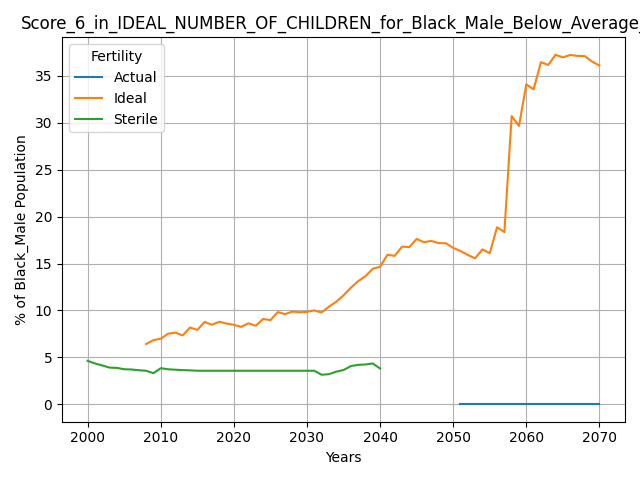 Score_6_in_IDEAL_NUMBER_OF_CHILDREN_for_Black_Male_Below_Average_
Fertility
Actual
Ideal
Sterile
% of Black_Male Population
35
30
25
20
15
10
5
0
2000 2010 2020 2030 2040 2050 2060 2070
Years